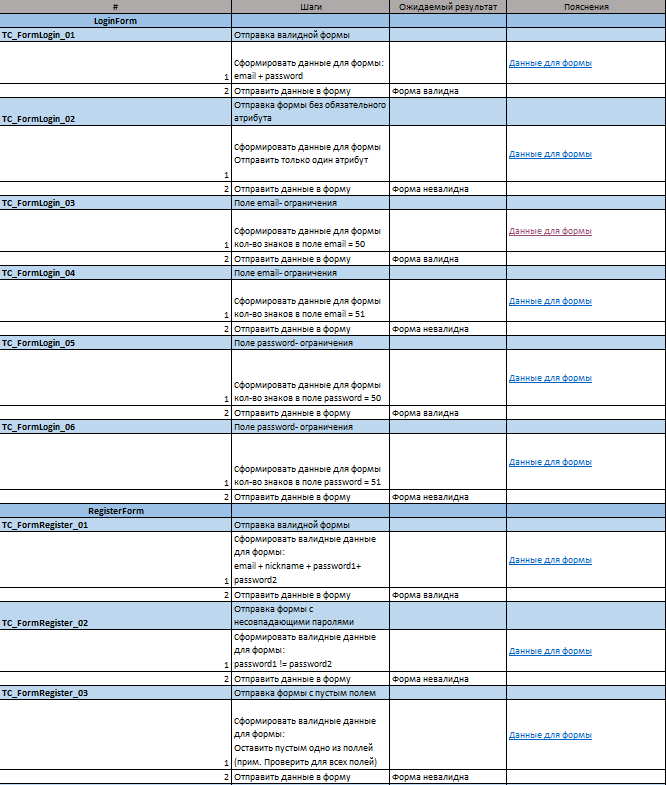 # Шаги Ожидаемый результат Пояснения
LoginForm
TC_FormLogin_01 Отправка валидной формы
Сформировать данные для формы:
1 email + password Данные для формы
2 Отправить данные в форму Форма валидна
Отправка формы без обязательного
TC_FormLogin_02 атрибута
Сформировать данные для формы
Отправить только один атрибут Данные для формы
1
2 Отправить данные в форму Форма невалидна
TC_FormLogin_03 Поле email- ограничения
Сформировать данные для формы Данные для формы
1 кол-во знаков в поле email = 50
2 Отправить данные в форму Форма валидна
TC_FormLogin_04 Поле email- ограничения
Сформировать данные для формы Данные для формы
1 кол-во знаков в поле email = 51
2 Отправить данные в форму Форма невалидна
TC_FormLogin_05 Поле password- ограничения
Сформировать данные для формы Данные для формы
1 кол-во знаков в поле password = 50
2 Отправить данные в форму Форма валидна
TC_FormLogin_06 Поле password- ограничения
Сформировать данные для формы Данные для формы
1 кол-во знаков в поле password = 51
2 Отправить данные в форму Форма невалидна
RegisterForm
TC_FormRegister_01 Отправка валидной формы
Сформировать валидные данные
для формы:
email + nickname + password1+ Данные для формы
1 password2
2 Отправить данные в форму Форма валидна
Отправка формы с
TC_FormRegister_02 несовпадающими паролями
Сформировать валидные данные
для формы: Данные для формы
1 password1 != password2
2 Отправить данные в форму Форма невалидна
TC_FormRegister_03 Отправка формы с пустым полем
Сформировать валидные данные
для формы: Данные для формы
Оставить пустым одно из поллей
1 (прим. Проверить для всех полей)
2 Отправить данные в форму Форма невалидна